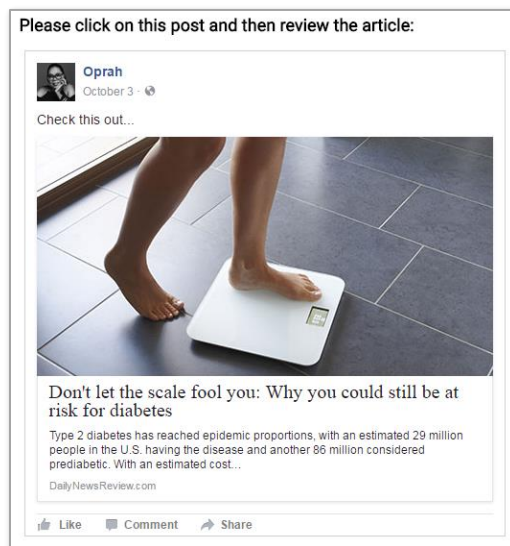 Please click on this post and then review the article:
Oprah
October 3 ·
Check this out...
Don't let the scale fool you: Why you could still be at
risk for diabetes
Type 2 diabetes has reached epidemic proportions, with an estimated 29 million
people in the U.S. having the disease and another 86 million considered
prediabetic. With an estimated cost...
DailyNewsReview.com
Like Comment Share